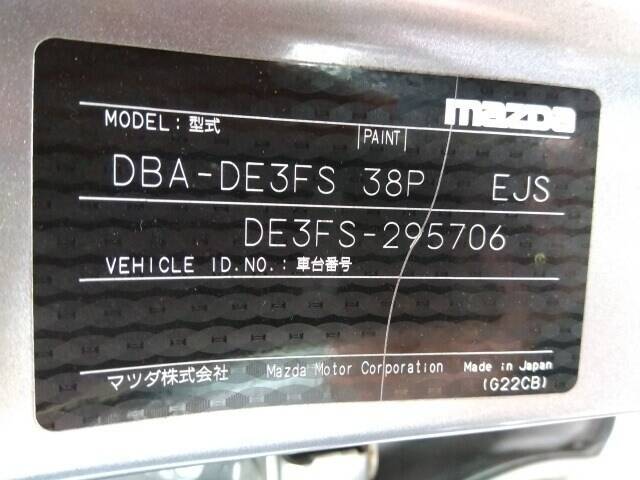 mazda
MODEL: 型式 PAINT
DBA-DE3FS 38P EJS
DE3FS-295706
VEHICLE ID.NO.: 車台番号
マツダ株式会社 Mazda Motor Corporation Made in Japan
(G22CB)